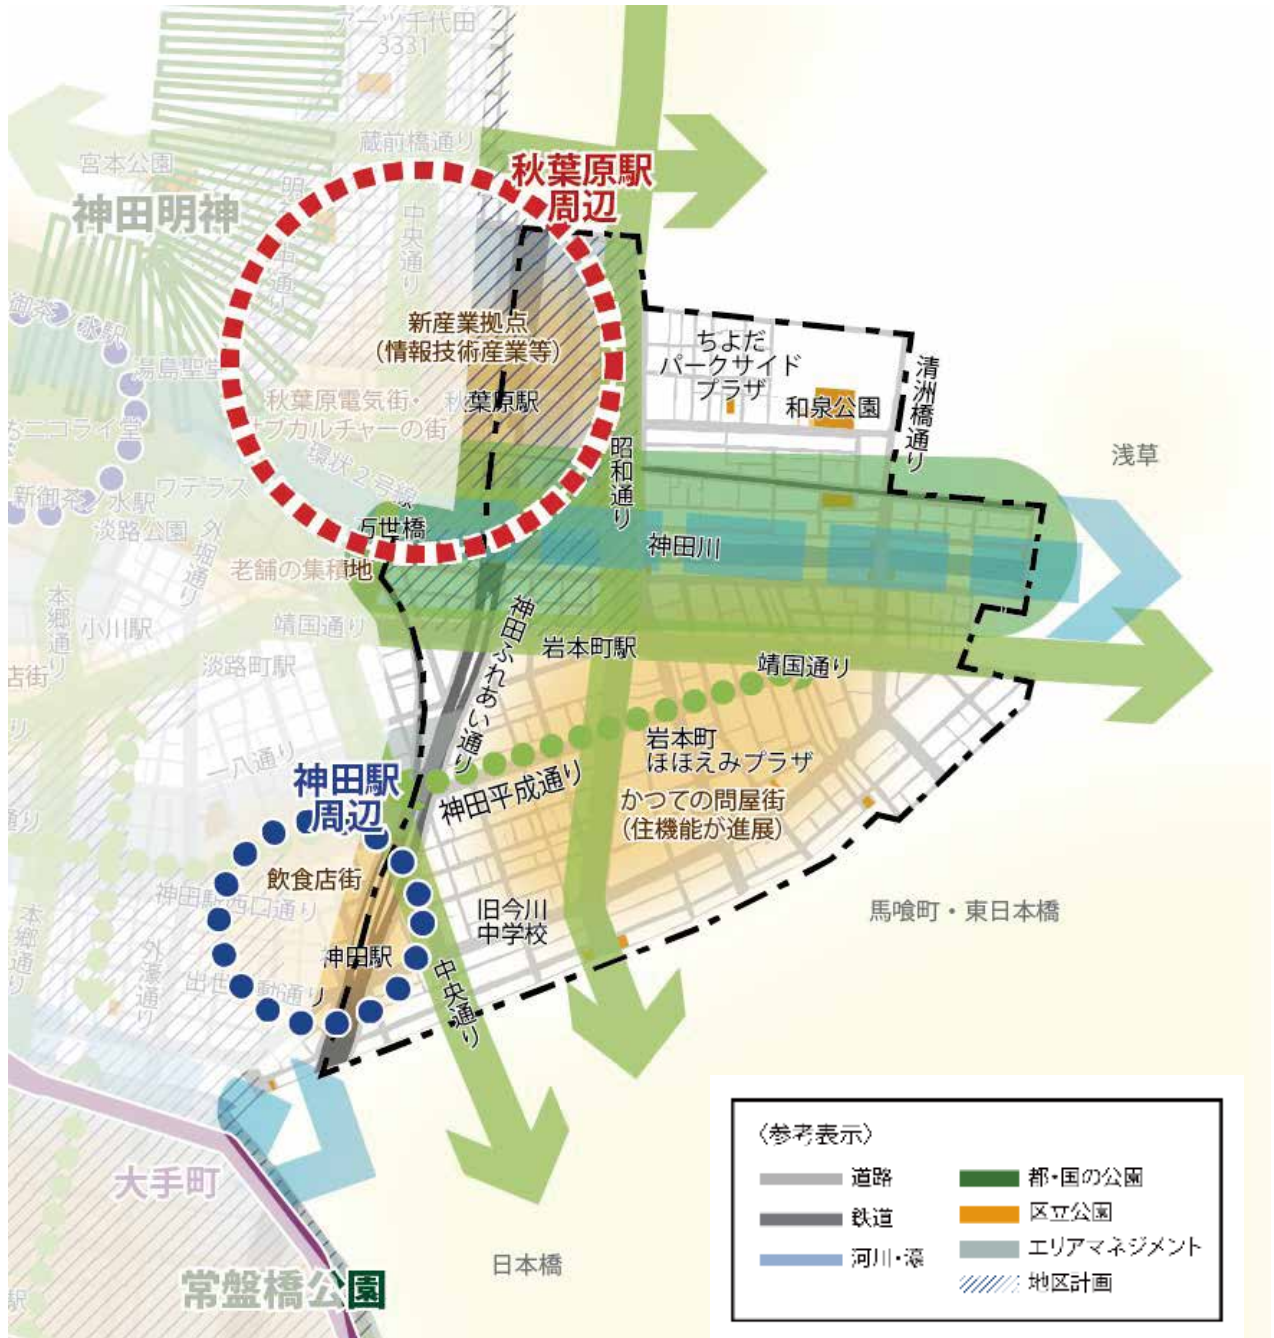 アーツ千代田
3331
蔵前橋通り
宮本公園
秋葉原駅
周辺
神田明神
中央通り
新産業拠点
(情報技術産業等)
ちよだ
パークサイド
プラザ
和泉公園
清洲橋通り
御茶ノ水駅
湯島聖堂
秋葉原電気街・
サブカルチャーの街
秋葉原駅
ニコライ堂
環状2号線
昭和通り
浅草
新御茶ノ水駅
ワテラス
淡路公園
外堀通り
万世橋
神田川
老舗の集積地
本郷通り
小川駅
靖国通り
淡路町駅
神田ふれあい通り
岩本町駅
靖国通り
店街
一八通り
岩本町
ほほえみプラザ
神田駅
周辺
神田平成通り
かつての問屋街
(住機能が進展)
飲食店街
神田駅西口通り
旧今川
中学校
馬喰町・東日本橋
本郷通り
外濠通り
神田駅
中央通り
大手町
日本橋
常盤橋公園
〈参考表示〉
道路
鉄道
河川・濠
都・国の公園
区立公園
エリアマネジメント
地区計画